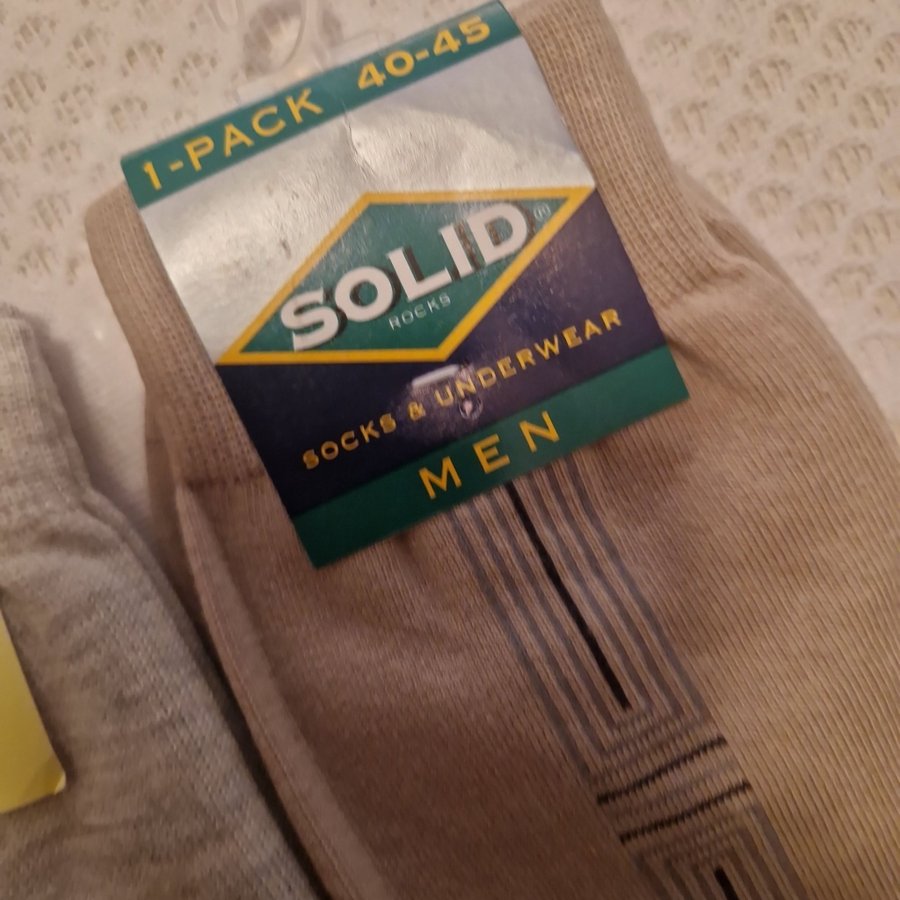 1-PACK 40-45
SOLID®
ROCKS
SOCKS & UNDERWEAR
MEN